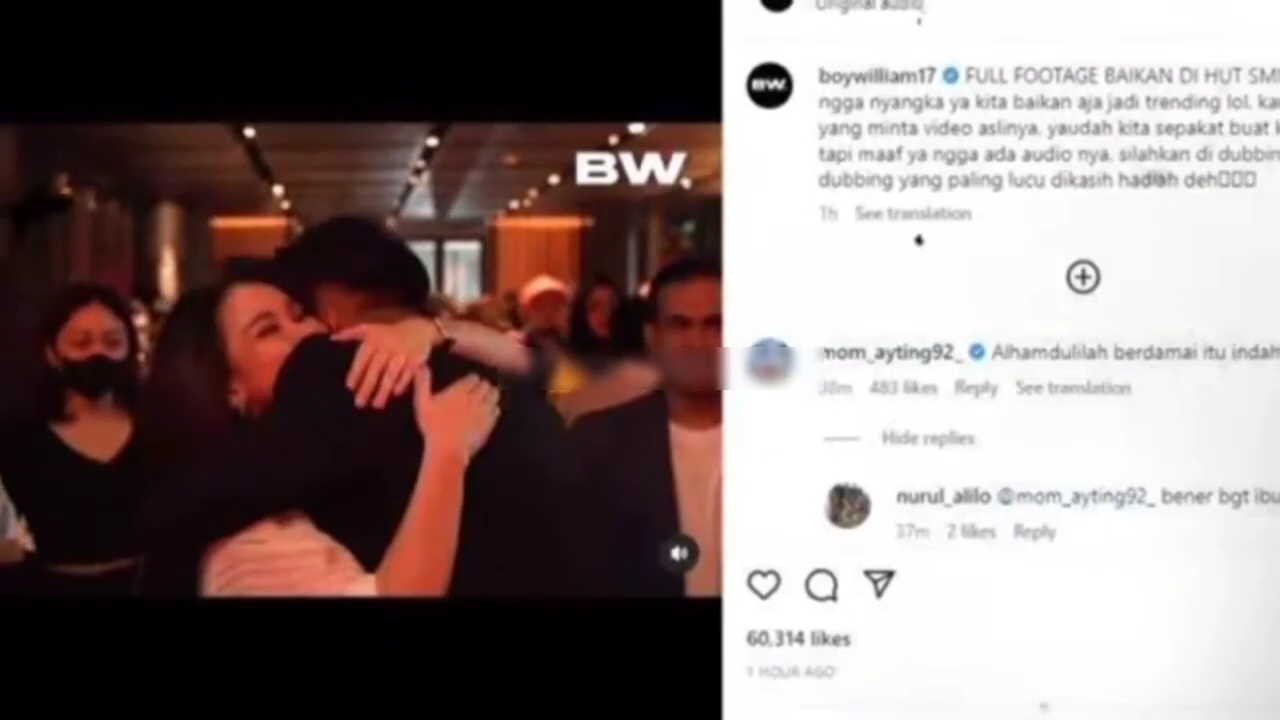 BW.
Original audio
BW.
boywilliam17 FULL FOOTAGE BAIKAN DI HUT
ngga nyangka ya kita baikan aja jadi trending lol.
yang minta video aslinya. yaudah kita sepakat buat
tapi maaf ya ngga ada audio nya. silahkan di dubbing
dubbing yang paling lucu dikasih hadiah deh
1h See translation
mom_ayting92_ Alhamdulilah berdamai itu indah
38m 483 likes Reply See translation
Hide replies
nurul_alilo @mom_ayting92_ bener bgt ibu
37m 2 likes Reply
60,314 likes
1 HOUR AGO